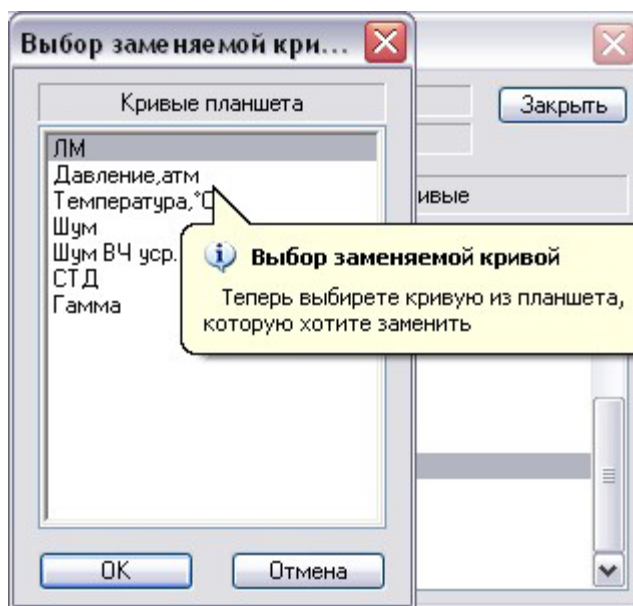 Выбор заменяемой кри...
Закрыть
Кривые планшета
ивые
ЛМ
Давление,атм
Температура,°C
Шум
Шум ВЧ уср.
СТД
Гамма
Выбор заменяемой кривой
Теперь выбирете кривую из планшета,
которую хотите заменить
OK
Отмена